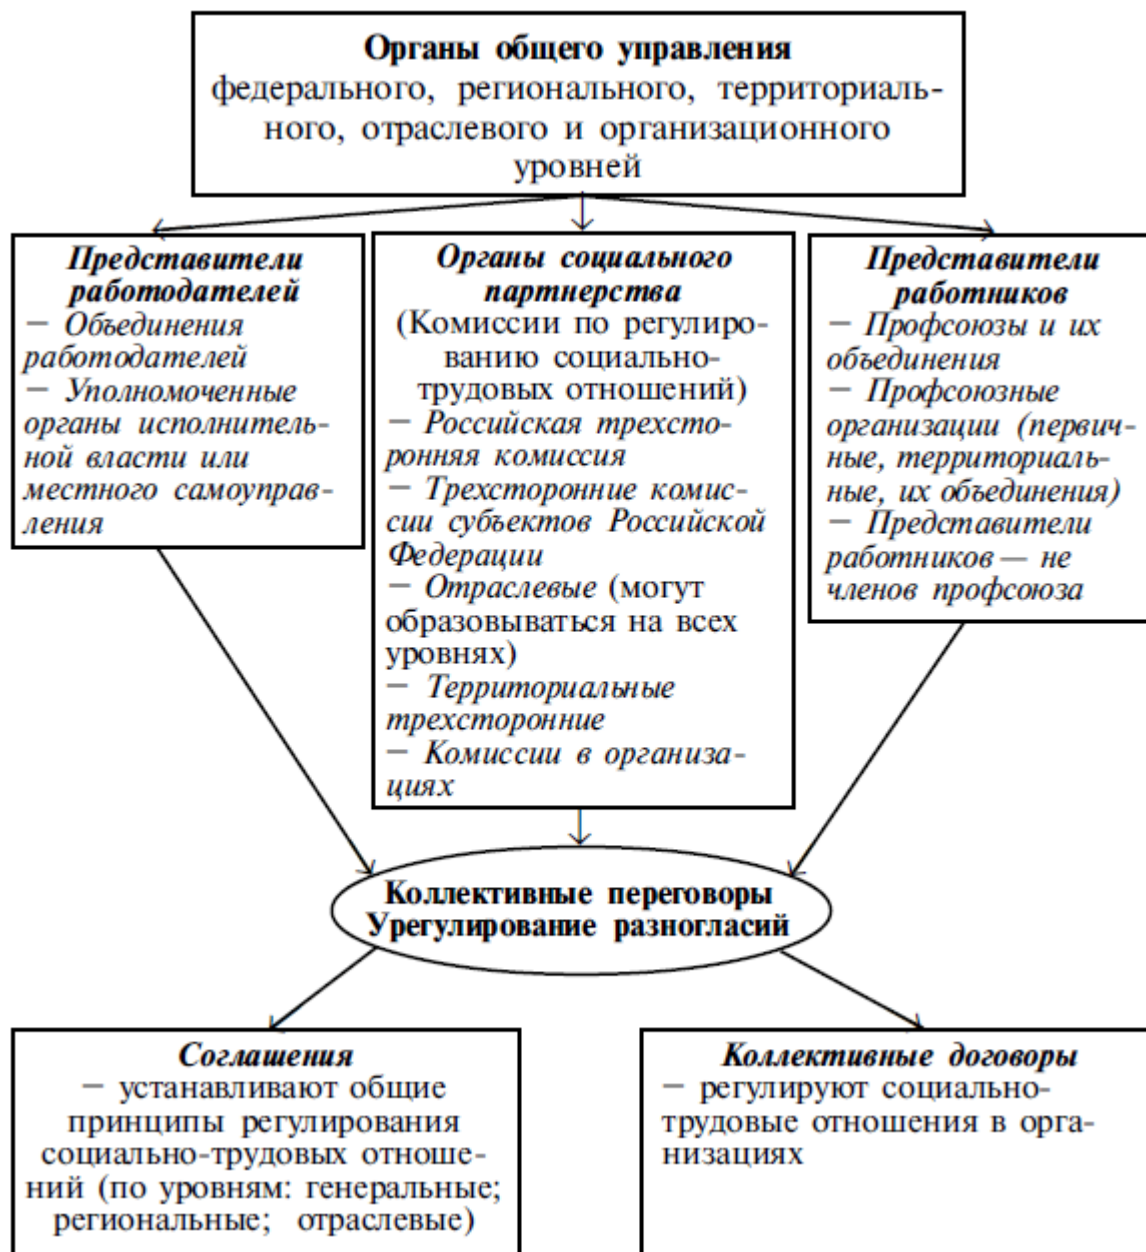 Органы общего управления
федерального, регионального, территориаль-
ного, отраслевого и организационного
уровней
Представители
работодателей
– Объединения
работодателей
– Уполномоченные
органы исполнитель-
ной власти или
местного самоуправ-
ления
Органы социального
партнерства
(Комиссии по регулиро-
ванию социально-
трудовых отношений)
– Российская трехсто-
ронняя комиссия
– Трехсторонние комис-
сии субъектов Российской
Федерации
– Отраслевые (могут
образовываться на всех
уровнях)
– Территориальные
трехсторонние
– Комиссии в организа-
циях
Представители
работников
– Профсоюзы и их
объединения
– Профсоюзные
организации (первич-
ные, территориаль-
ные, их объединения)
– Представители
работников — не
членов профсоюза
Коллективные переговоры
Урегулирование разногласий
Соглашения
– устанавливают общие
принципы регулирования
социально-трудовых отноше-
ний (по уровням: генеральные;
региональные; отраслевые)
Коллективные договоры
– регулируют социально-
трудовые отношения в орга-
низациях